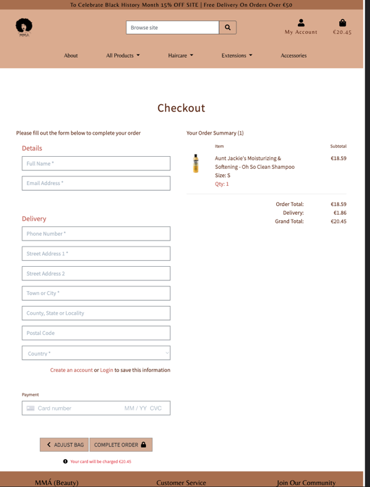 To Celebrate Black History Month 15% OFF SITE | Free Delivery On Orders Over €50
MMÁ
Browse site
My Account
€20.45
About
All Products
Haircare
Extensions
Accessories
Checkout
Please fill out the form below to complete your order
Details
Full Name *
Email Address *
Delivery
Phone Number *
Street Address 1 *
Street Address 2
Town or City *
County, State or Locality
Postal Code
Country *
Create an account or Login to save this information
Payment
Card number MM / YY CVC
ADJUST BAG
COMPLETE ORDER
Your card will be charged €20.45
Your Order Summary (1)
Item Subtotal
Aunt Jackie's Moisturizing & €18.59
Softening - Oh So Clean Shampoo
Size: S
Qty: 1
Order Total: €18.59
Delivery: €1.86
Grand Total: €20.45
MMÁ (Beauty)
Customer Service
Join Our Community